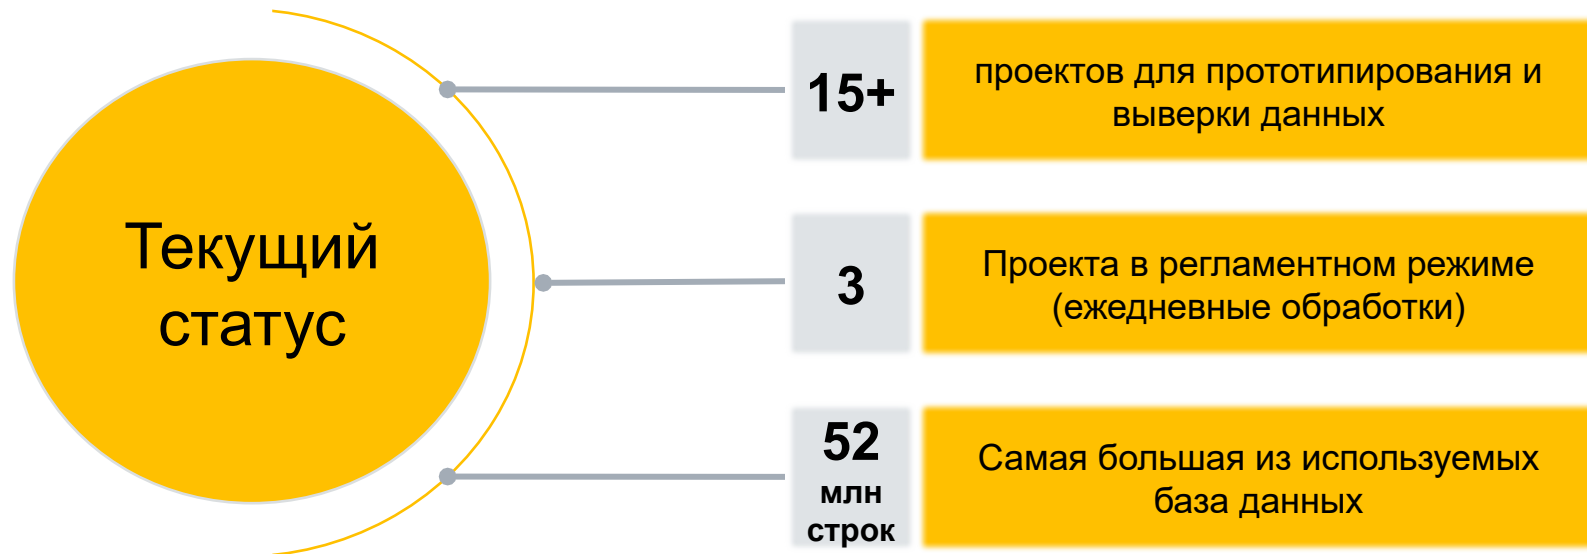 Текущий
статус
15+
проектов для прототипирования и
выверки данных
3
Проекта в регламентном режиме
(ежедневные обработки)
52
млн
строк
Самая большая из используемых
база данных